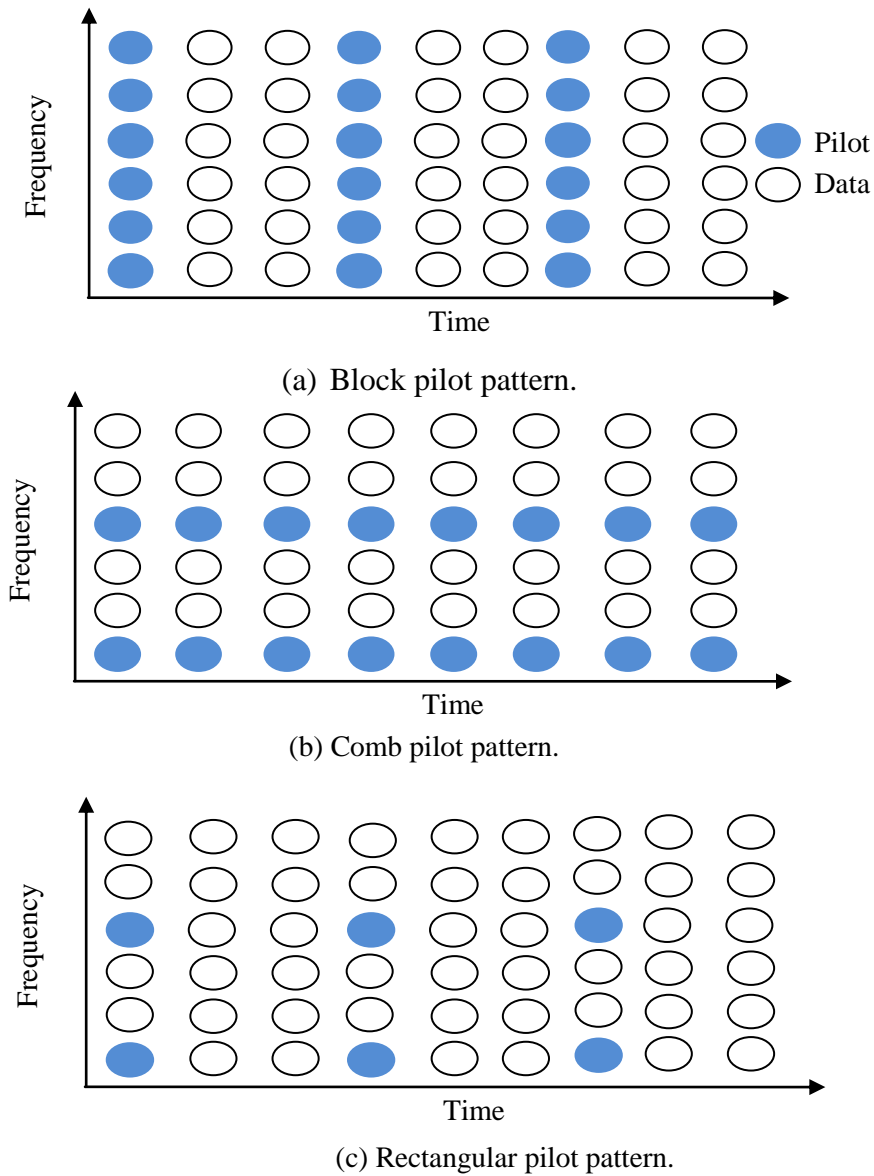 Frequency
Pilot
Data
Time
(a) Block pilot pattern.
Frequency
Time
(b) Comb pilot pattern.
Frequency
Time
(c) Rectangular pilot pattern.